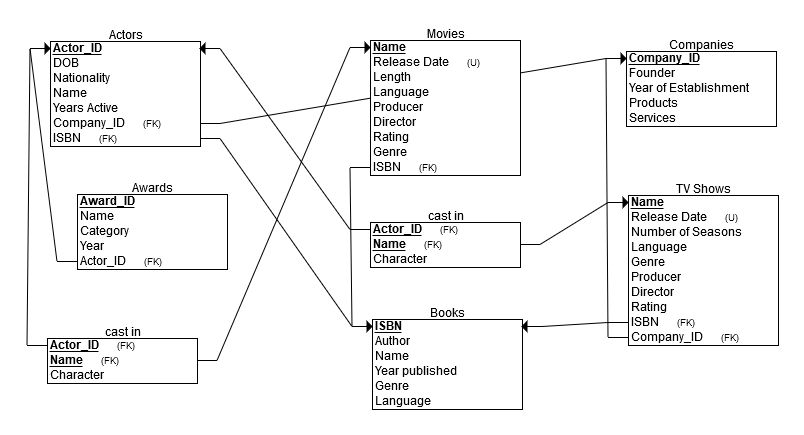 Actors
Actor_ID
DOB
Nationality
Name
Years Active
Company_ID (FK)
ISBN (FK)
Movies
Name
Release Date (U)
Length
Language
Producer
Director
Rating
Genre
ISBN (FK)
Companies
Company_ID
Founder
Year of Establishment
Products
Services
Awards
Award_ID
Name
Category
Year
Actor_ID (FK)
cast in
Actor_ID (FK)
Name (FK)
Character
TV Shows
Name
Release Date (U)
Number of Seasons
Language
Genre
Producer
Director
Rating
ISBN (FK)
Company_ID (FK)
cast in
Actor_ID (FK)
Name (FK)
Character
Books
ISBN
Author
Name
Year published
Genre
Language